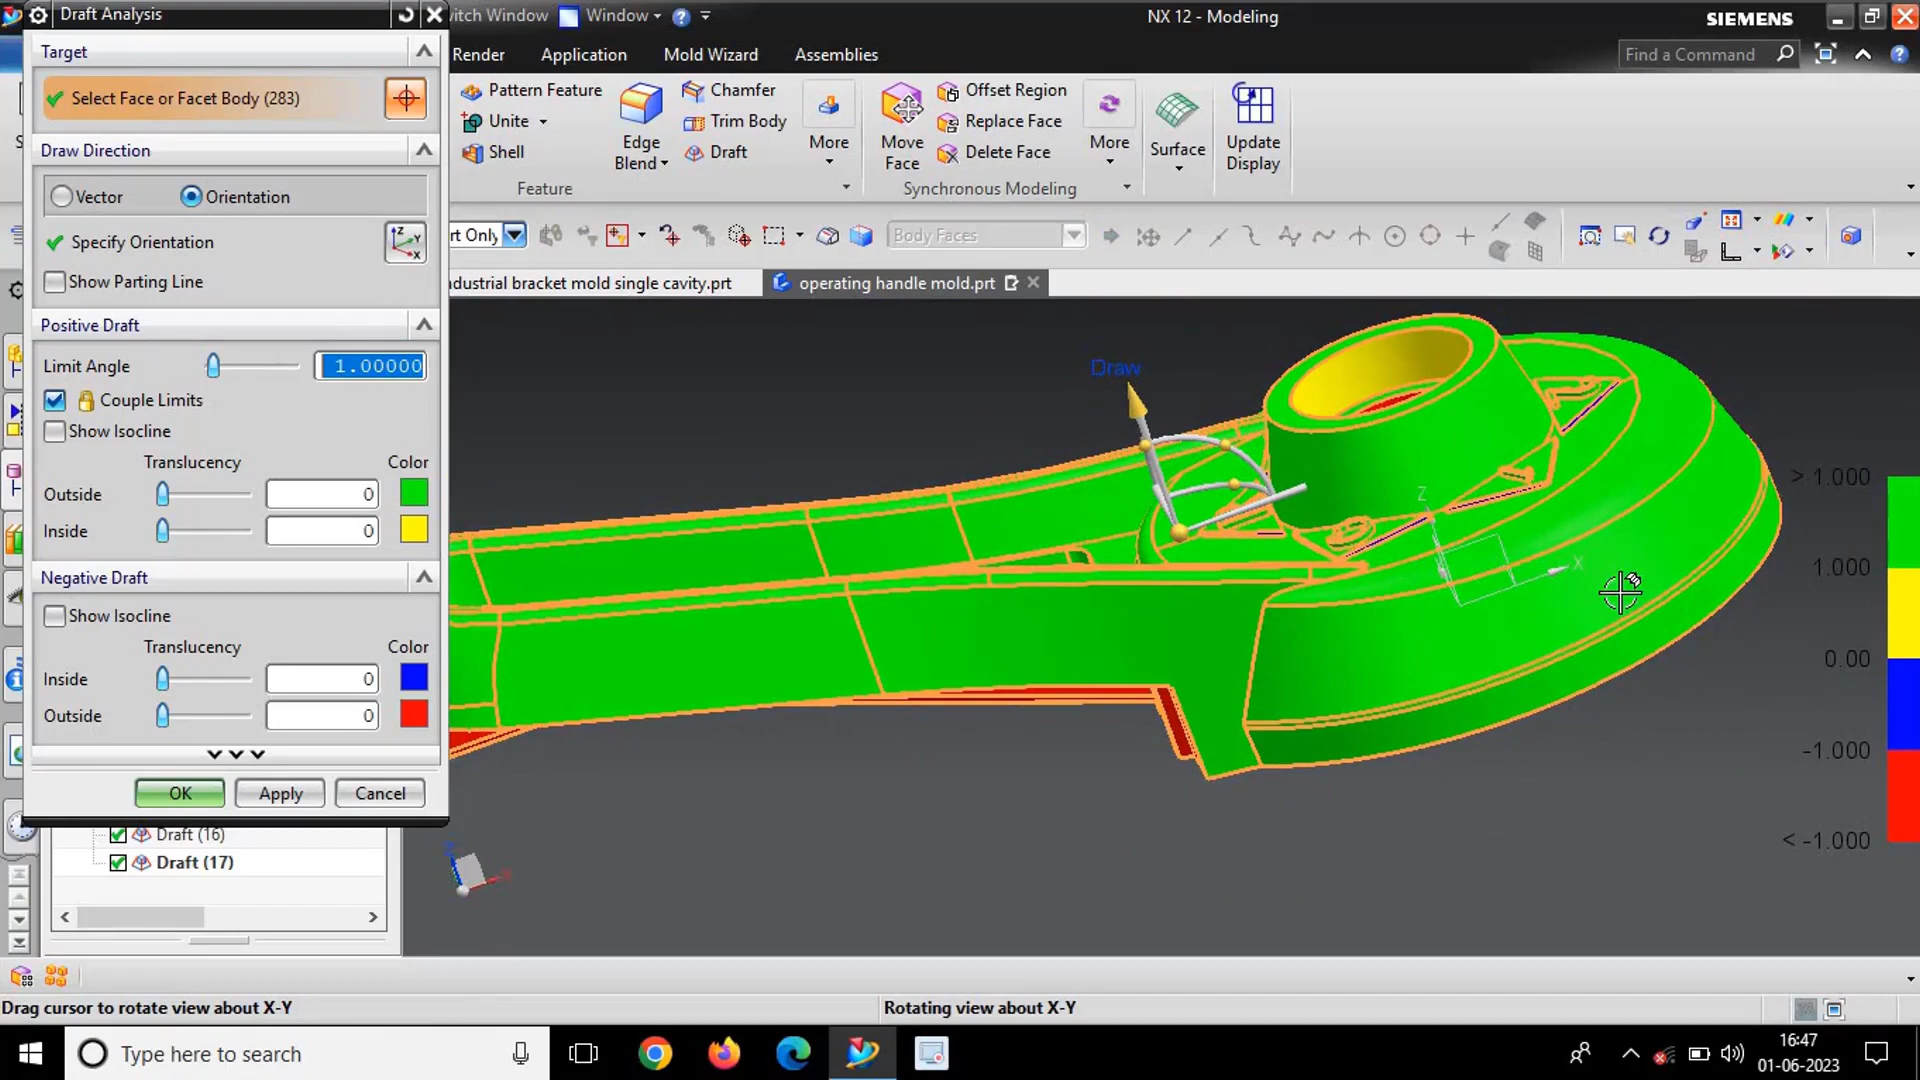 Draft Analysis
Target
Select Face or Facet Body (283)
Draw Direction
Vector
Orientation
Specify Orientation
Show Parting Line
Positive Draft
Limit Angle
1.00000
Couple Limits
Show Isocline
Translucency
Color
Outside
0
Inside
0
Negative Draft
Show Isocline
Translucency
Color
Inside
0
Outside
0
OK
Apply
Cancel
Draft (16)
Draft (17)
Window
NX 12 - Modeling
SIEMENS
Render
Application
Mold Wizard
Assemblies
Find a Command
Pattern Feature
Unite
Shell
Edge
Blend
Chamfer
Trim Body
Draft
More
Feature
Move
Face
Offset Region
Replace Face
Delete Face
More
Synchronous Modeling
Surface
Update
Display
rt Only
Body Faces
dustrial bracket mold single cavity.prt
operating handle mold.prt
Draw
Z
X
> 1.000
1.000
0.00
-1.000
< -1.000
Drag cursor to rotate view about X-Y
Rotating view about X-Y
Type here to search
16:47
01-06-2023